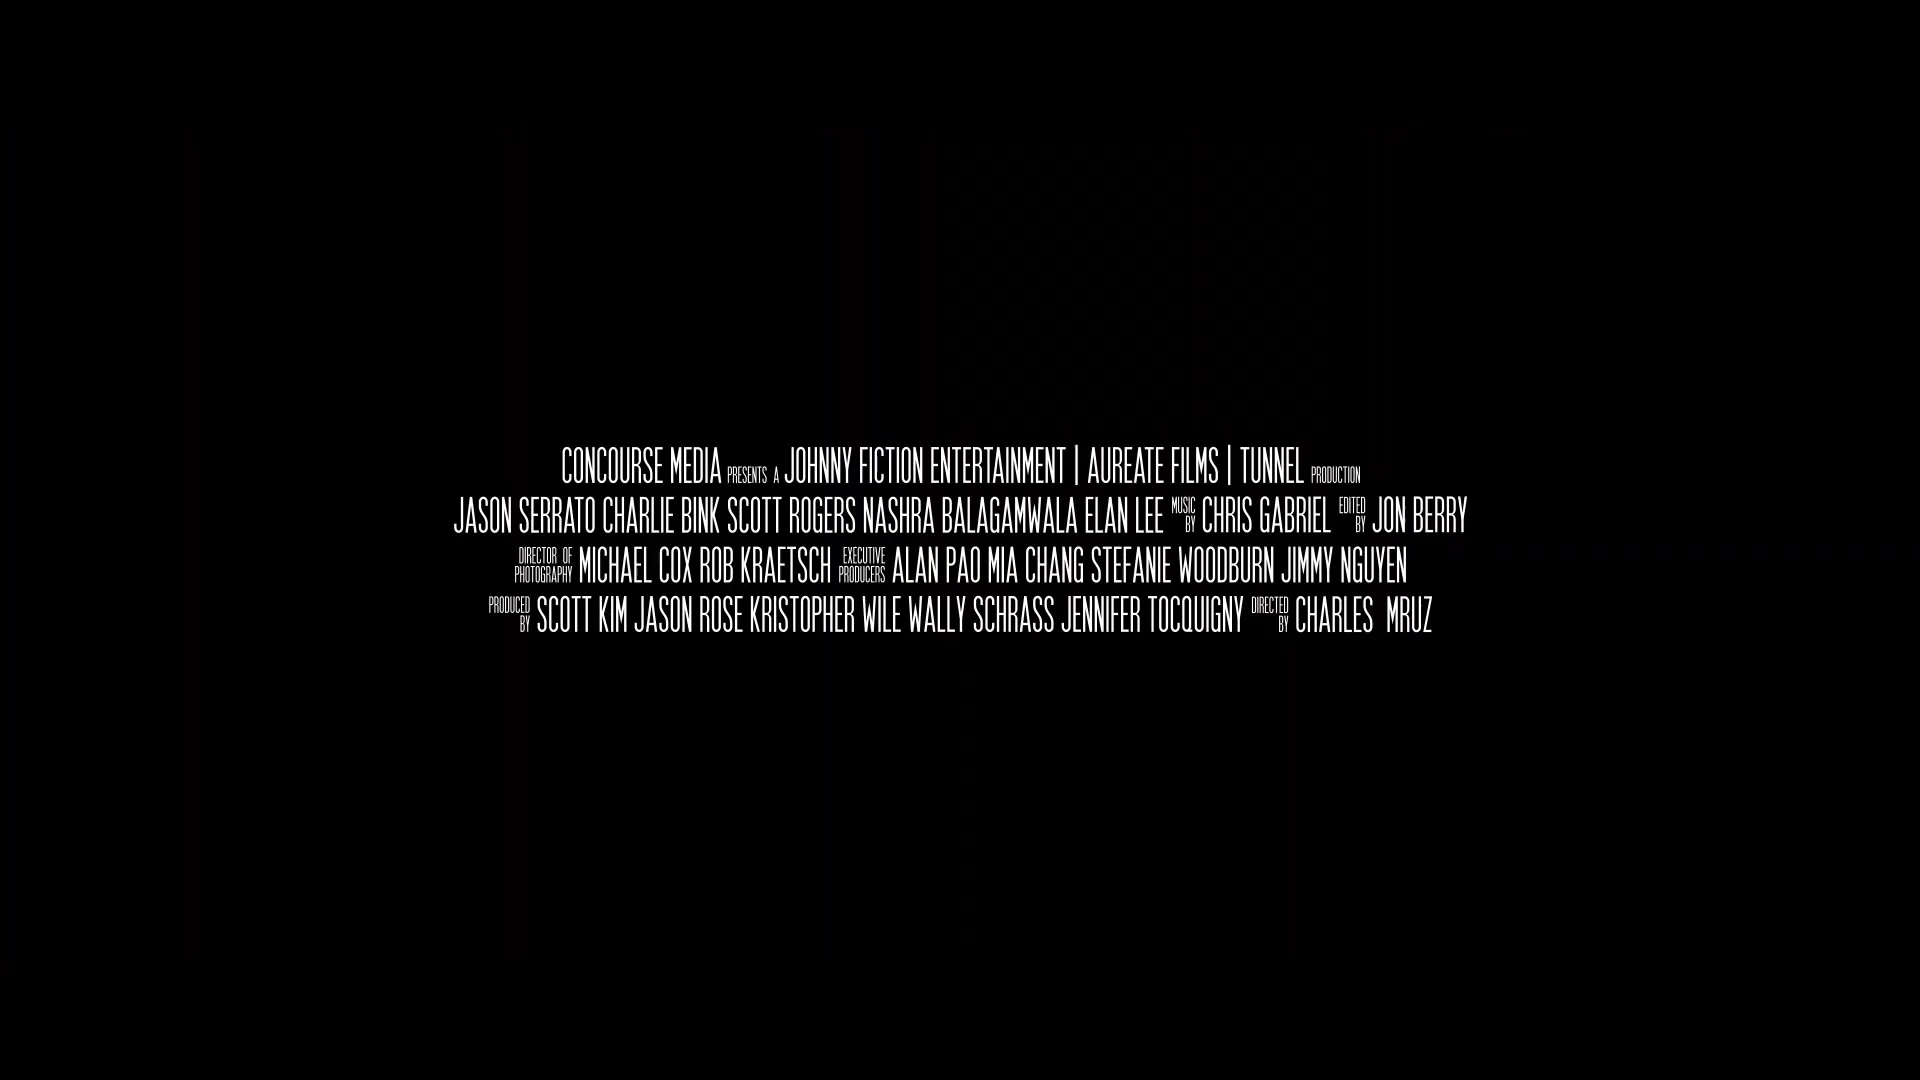 CONCOURSE MEDIA PRESENTS A JOHNNY FICTION ENTERTAINMENT | AUREATE FILMS | TUNNEL PRODUCTION
JASON SERRATO CHARLIE BINK SCOTT ROGERS NASHRA BALAGAMWALA ELAN LEE MUSIC BY CHRIS GABRIEL EDITED BY JON BERRY
DIRECTOR OF PHOTOGRAPHY MICHAEL COX ROB KRAETSCH EXECUTIVE PRODUCERS ALAN PAO MIA CHANG STEFANIE WOODBURN JIMMY NGUYEN
PRODUCED BY SCOTT KIM JASON ROSE KRISTOPHER WILE WALLY SCHRASS JENNIFER TOCQUIGNY DIRECTED BY CHARLES MRUZ